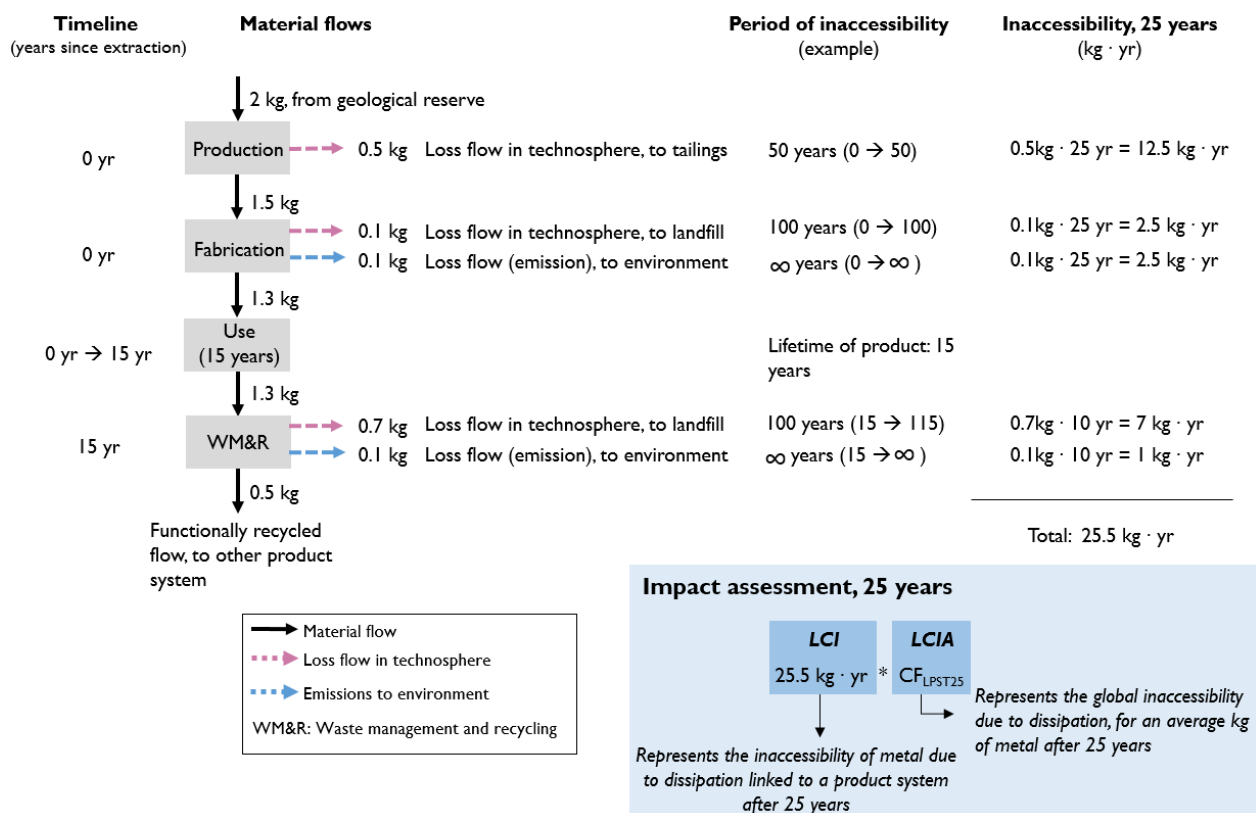 Timeline
(years since extraction)
Material flows
Period of inaccessibility
(example)
Inaccessibility, 25 years
(kg · yr)
2 kg, from geological reserve
0 yr
Production
0.5 kg Loss flow in technosphere, to tailings
50 years (0 → 50)
0.5kg · 25 yr = 12.5 kg · yr
1.5 kg
0 yr
Fabrication
0.1 kg Loss flow in technosphere, to landfill
100 years (0 → 100)
0.1kg · 25 yr = 2.5 kg · yr
0.1 kg Loss flow (emission), to environment
∞ years (0 → ∞ )
0.1kg · 25 yr = 2.5 kg · yr
1.3 kg
0 yr → 15 yr
Use
(15 years)
Lifetime of product: 15
years
1.3 kg
15 yr
WM&R
0.7 kg Loss flow in technosphere, to landfill
100 years (15 → 115)
0.7kg · 10 yr = 7 kg · yr
0.1 kg Loss flow (emission), to environment
∞ years (15 → ∞ )
0.1kg · 10 yr = 1 kg · yr
0.5 kg
Functionally recycled
flow, to other product
system
Total: 25.5 kg · yr
Material flow
Loss flow in technosphere
Emissions to environment
WM&R: Waste management and recycling
Impact assessment, 25 years
LCI
25.5 kg · yr
*
LCIA
CFLPST25
Represents the global inaccessibility
due to dissipation, for an average kg
of metal after 25 years
Represents the inaccessibility of metal due
to dissipation linked to a product system
after 25 years